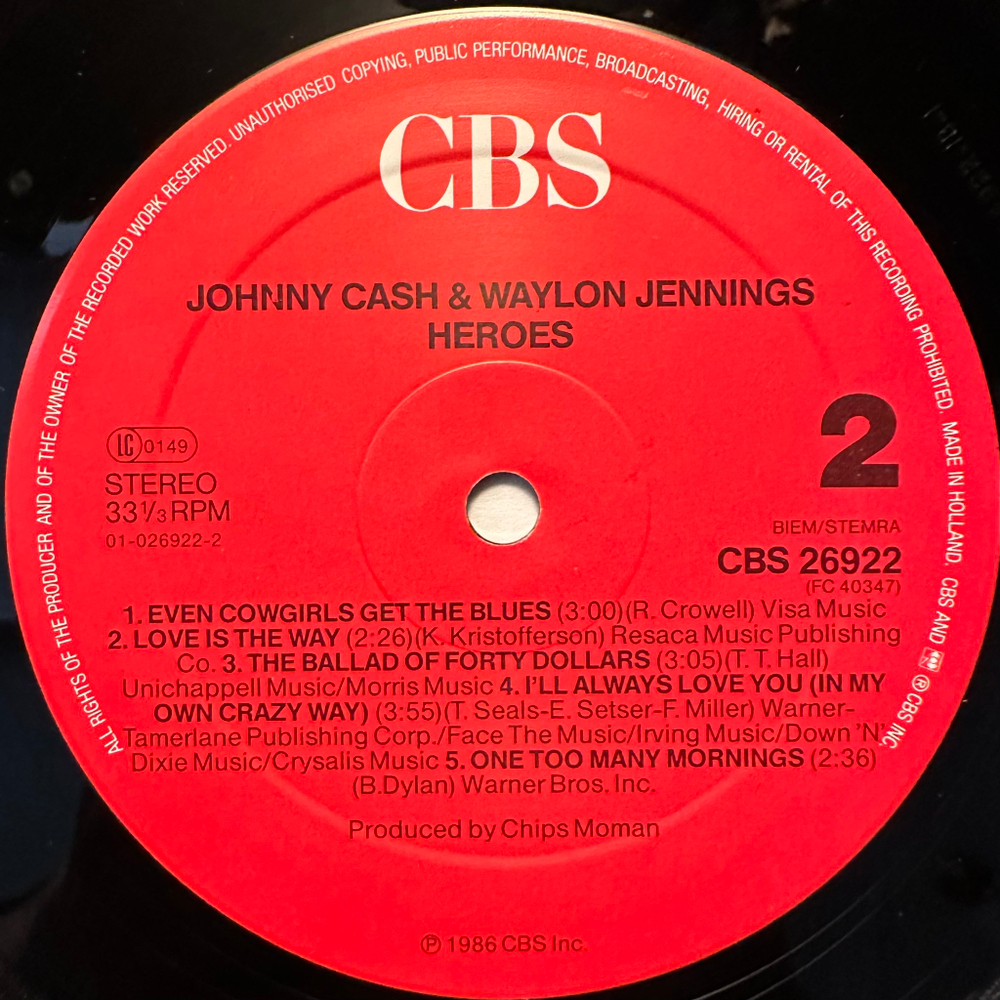 ALL RIGHTS OF THE PRODUCER AND OF THE OWNER OF THE RECORDED WORK RESERVED. UNAUTHORISED COPYING, PUBLIC PERFORMANCE, BROADCASTING, HIRING OR RENTAL OF THIS RECORDING PROHIBITED. MADE IN HOLLAND. CBS AND ® CBS INC.
CBS
JOHNNY CASH & WAYLON JENNINGS
HEROES
2
LC 0149
STEREO
33⅓ RPM
01-026922-2
BIEM/STEMRA
CBS 26922
(FC 40347)
1. EVEN COWGIRLS GET THE BLUES (3:00)(R. Crowell) Visa Music
2. LOVE IS THE WAY (2:26)(K. Kristofferson) Resaca Music Publishing
Co. 3. THE BALLAD OF FORTY DOLLARS (3:05)(T. T. Hall)
Unichappell Music/Morris Music 4. I'LL ALWAYS LOVE YOU (IN MY
OWN CRAZY WAY) (3:55)(T. Seals-E. Setser-F. Miller) Warner-
Tamerlane Publishing Corp./Face The Music/Irving Music/Down 'N'
Dixie Music/Crysalis Music 5. ONE TOO MANY MORNINGS (2:36)
(B.Dylan) Warner Bros. Inc.
Produced by Chips Moman
℗ 1986 CBS Inc.